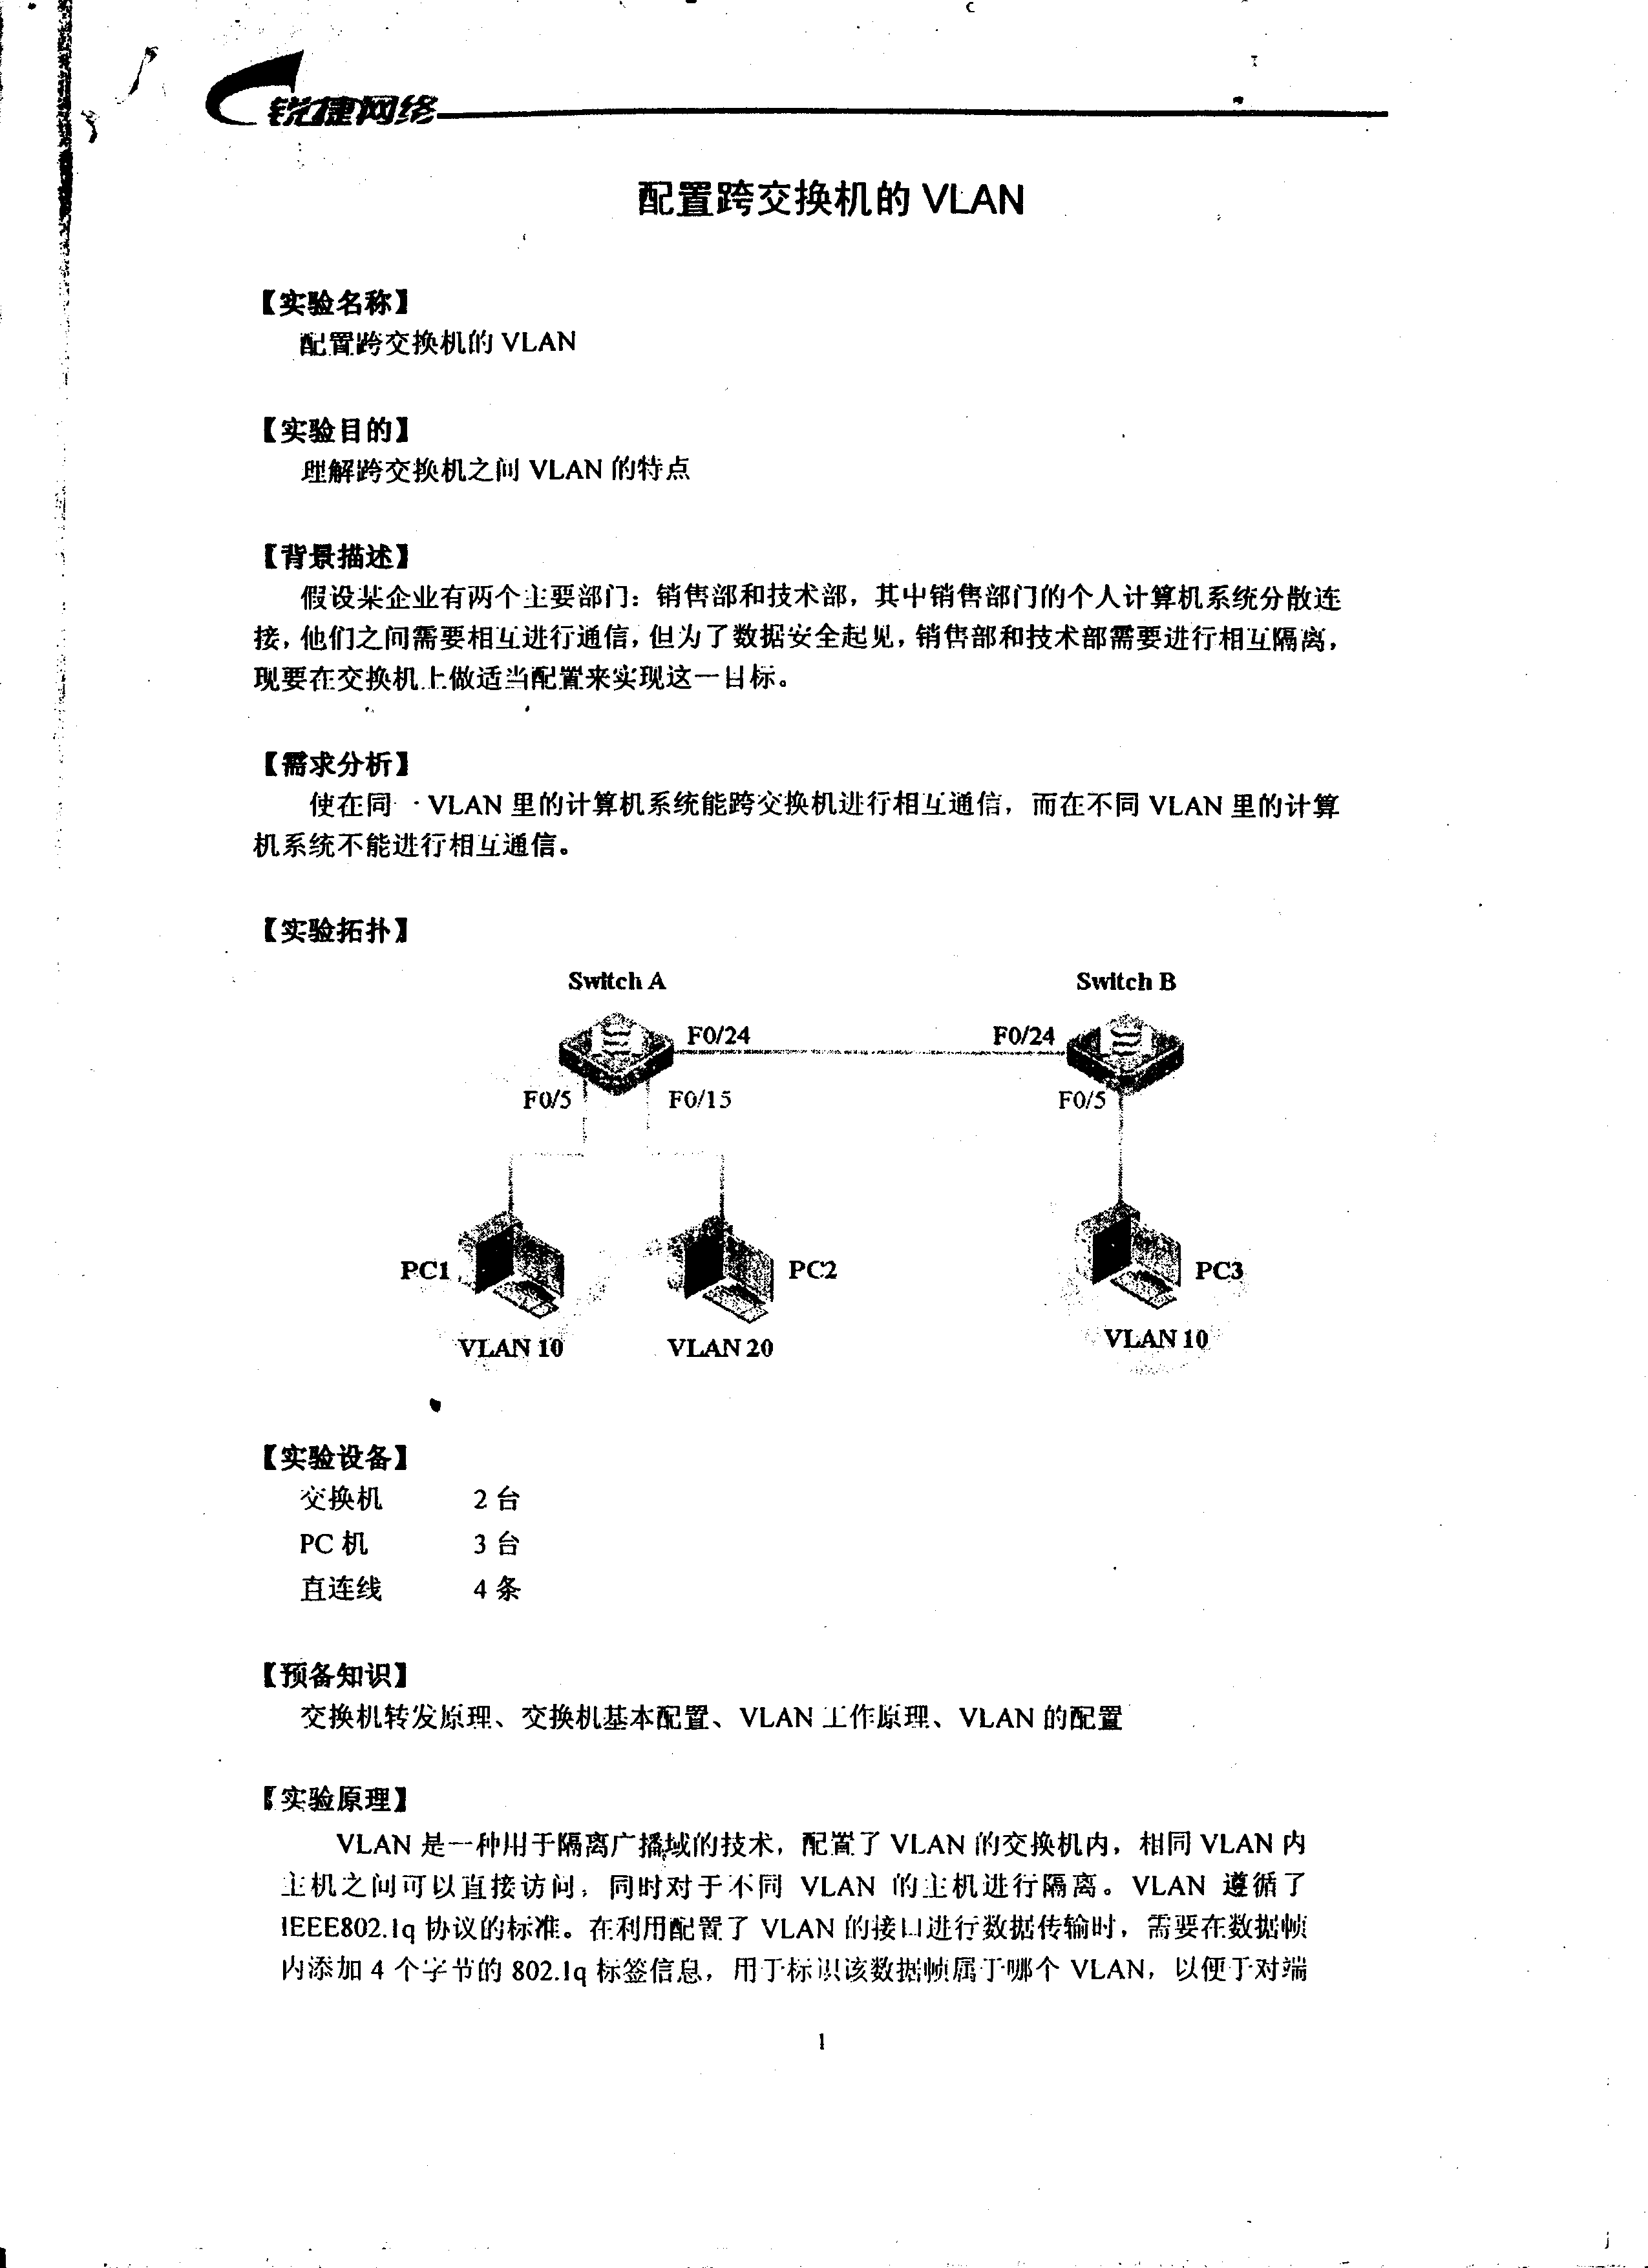 锐捷网络
配置跨交换机的 VLAN
【实验名称】
配置跨交换机的 VLAN
【实验目的】
理解跨交换机之间 VLAN 的特点
【背景描述】
假设某企业有两个主要部门：销售部和技术部，其中销售部门的个人计算机系统分散连
接，他们之间需要相互进行通信，但为了数据安全起见，销售部和技术部需要进行相互隔离，
现要在交换机上做适当配置来实现这一目标。
【需求分析】
使在同一 VLAN 里的计算机系统能跨交换机进行相互通信，而在不同 VLAN 里的计算
机系统不能进行相互通信。
【实验拓扑】
Switch A
Switch B
F0/24
F0/24
F0/5
F0/15
F0/5
PC1
PC2
PC3
VLAN 10
VLAN 20
VLAN 10
【实验设备】
交换机 2 台
PC 机 3 台
直连线 4 条
【预备知识】
交换机转发原理、交换机基本配置、VLAN 工作原理、VLAN 的配置
【实验原理】
VLAN 是一种用于隔离广播域的技术，配置了 VLAN 的交换机内，相同 VLAN 内
主机之间可以直接访问，同时对于不同 VLAN 的主机进行隔离。VLAN 遵循了
IEEE802.1q 协议的标准。在利用配置了 VLAN 的接口进行数据传输时，需要在数据帧
内添加 4 个字节的 802.1q 标签信息，用于标识该数据帧属于哪个 VLAN，以便于对端
1